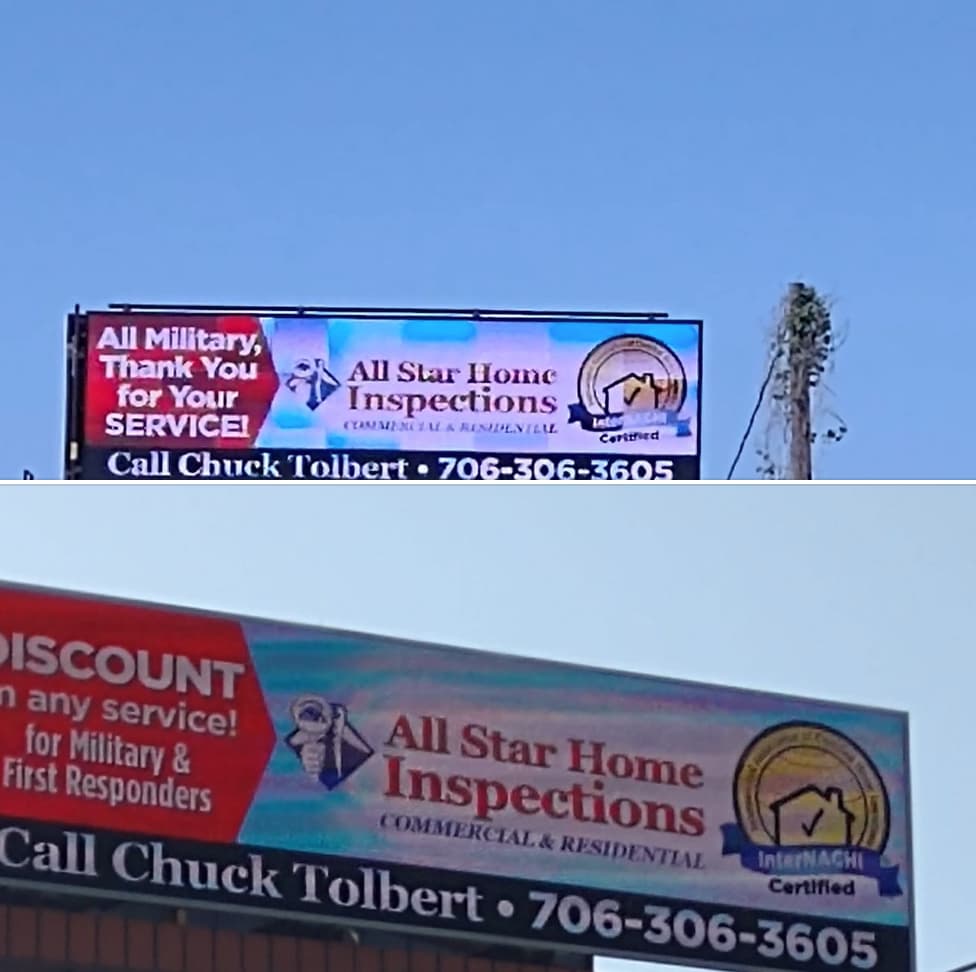 All Military,
Thank You
for Your
SERVICE!
All Star Home
Inspections
COMMERCIAL & RESIDENTIAL
InterNACHI
Certified
Call Chuck Tolbert • 706-306-3605
DISCOUNT
any service!
for Military &
First Responders
All Star Home
Inspections
COMMERCIAL & RESIDENTIAL
InterNACHI
Certified
Call Chuck Tolbert • 706-306-3605